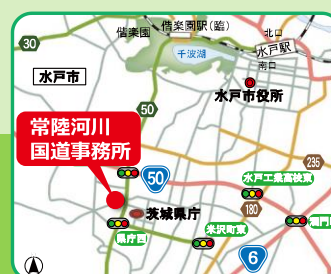 偕楽園
偕楽園駅(臨)
北口
水戸駅
南口
千波湖
30
水戸市
水戸市役所
50
常陸河川
国道事務所
50
水戸工業高校東
235
180
茨城県庁
県庁西
米沢町東
6